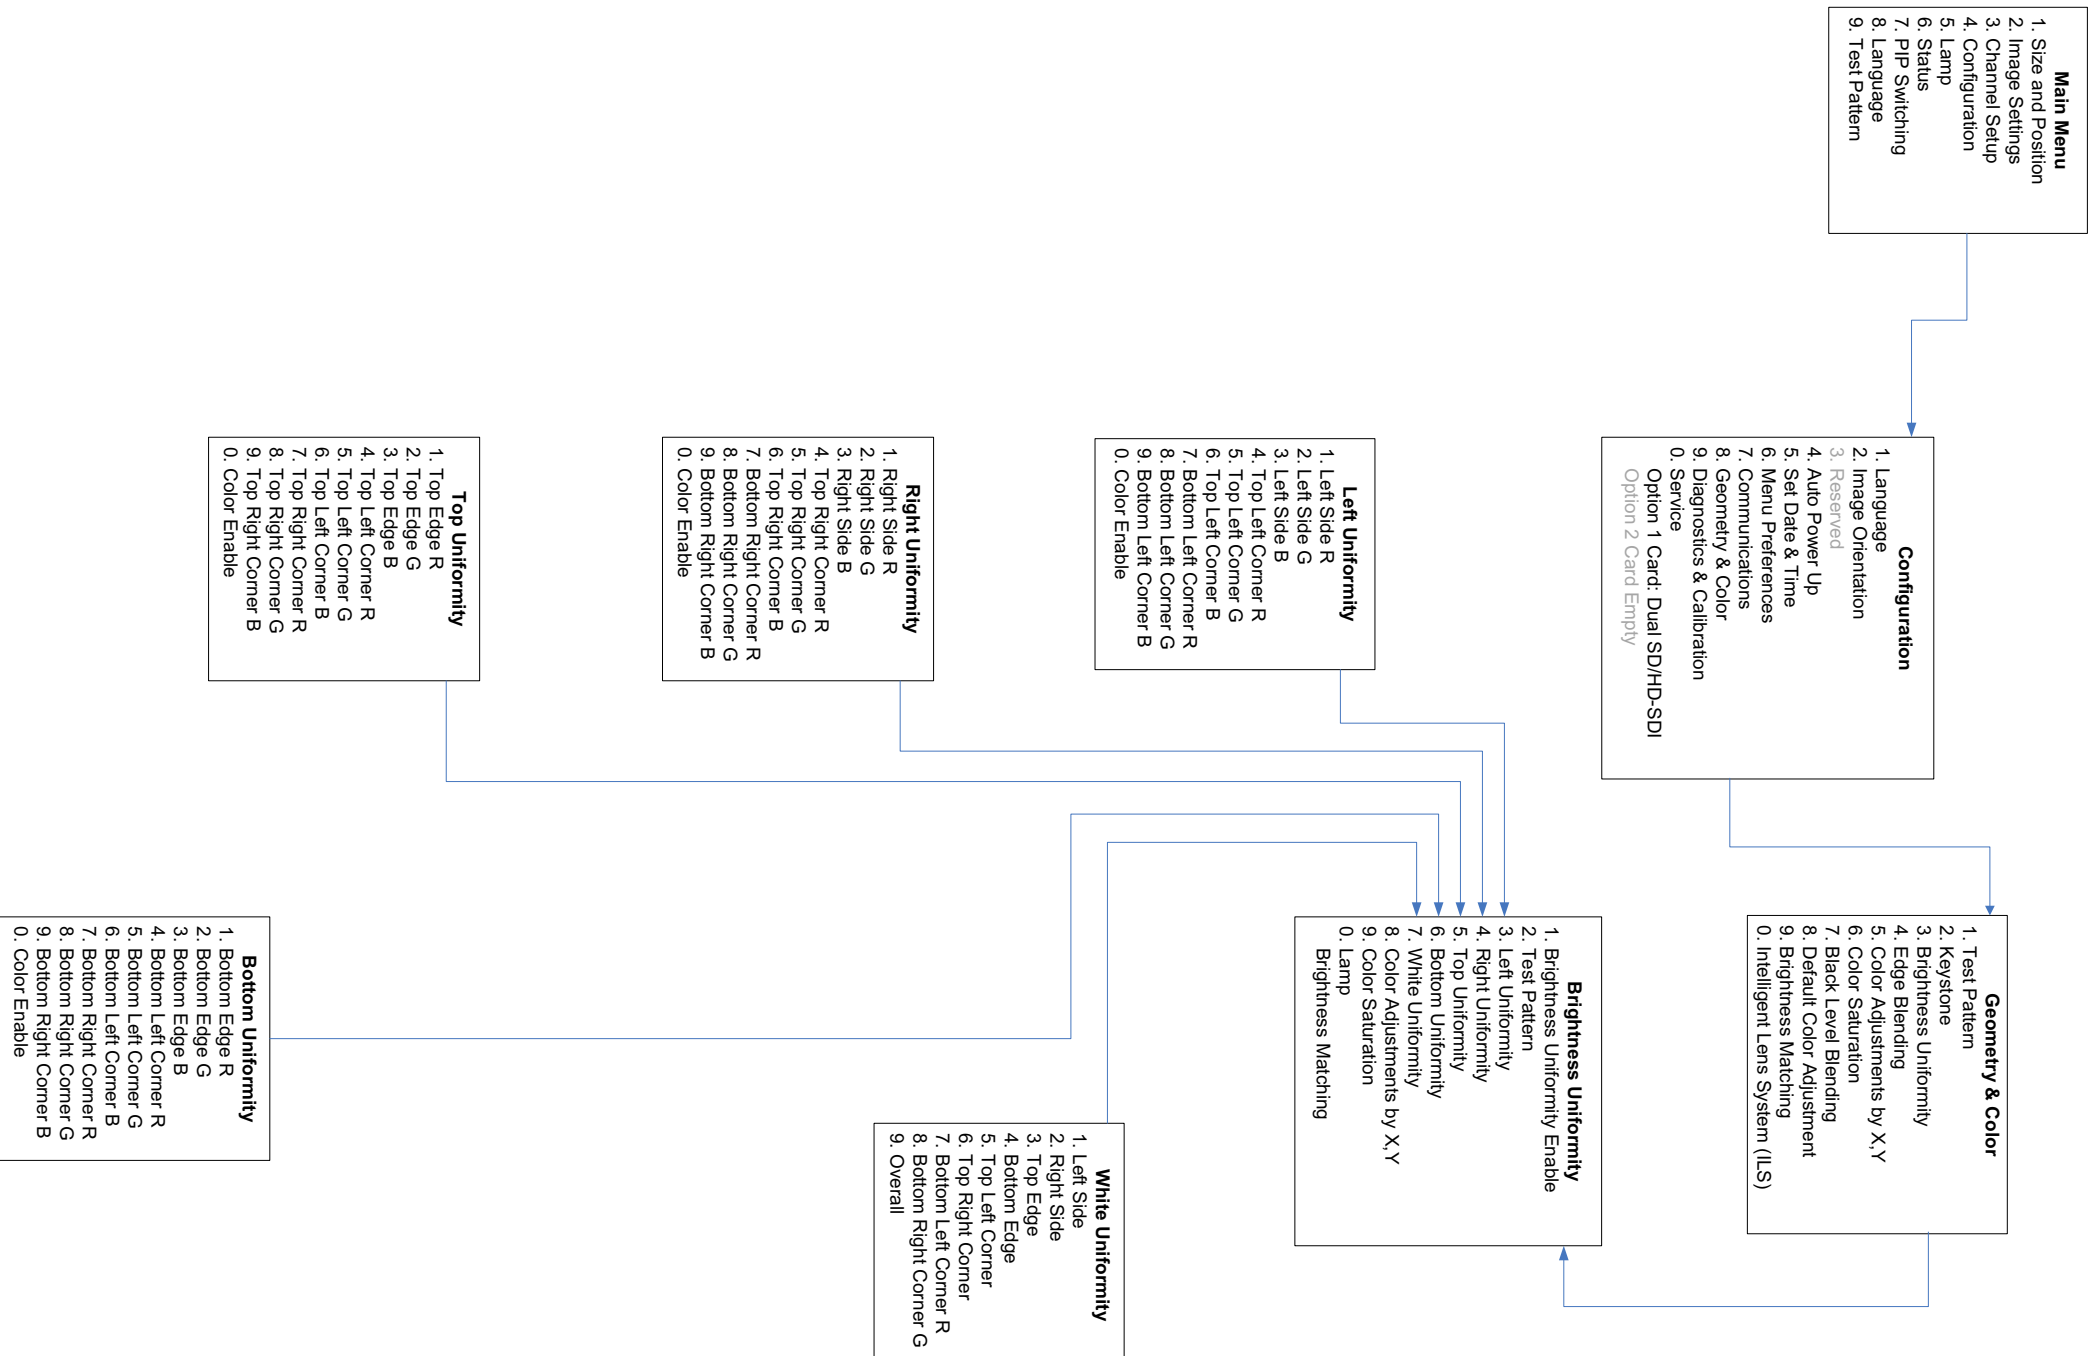 Main Menu
1. Size and Position
2. Image Settings
3. Channel Setup
4. Configuration
5. Lamp
6. Status
7. PIP Switching
8. Language
9. Test Pattern
Configuration
1. Language
2. Image Orientation
3. Reserved
4. Auto Power Up
5. Set Date & Time
6. Menu Preferences
7. Communications
8. Geometry & Color
9. Diagnostics & Calibration
0. Service
Option 1 Card: Dual SD/HD-SDI
Option 2 Card Empty
Geometry & Color
1. Test Pattern
2. Keystone
3. Brightness Uniformity
4. Edge Blending
5. Color Adjustments by X,Y
6. Color Saturation
7. Black Level Blending
8. Default Color Adjustment
9. Brightness Matching
0. Intelligent Lens System (ILS)
Brightness Uniformity
1. Brightness Uniformity Enable
2. Test Pattern
3. Left Uniformity
4. Right Uniformity
5. Top Uniformity
6. Bottom Uniformity
7. White Uniformity
8. Color Adjustments by X,Y
9. Color Saturation
0. Lamp
Brightness Matching
Left Uniformity
1. Left Side R
2. Left Side G
3. Left Side B
4. Top Left Corner R
5. Top Left Corner G
6. Top Left Corner B
7. Bottom Left Corner R
8. Bottom Left Corner G
9. Bottom Left Corner B
0. Color Enable
White Uniformity
1. Left Side
2. Right Side
3. Top Edge
4. Bottom Edge
5. Top Left Corner
6. Top Right Corner
7. Bottom Left Corner R
8. Bottom Right Corner G
9. Overall
Right Uniformity
1. Right Side R
2. Right Side G
3. Right Side B
4. Top Right Corner R
5. Top Right Corner G
6. Top Right Corner B
7. Bottom Right Corner R
8. Bottom Right Corner G
9. Bottom Right Corner B
0. Color Enable
Top Uniformity
1. Top Edge R
2. Top Edge G
3. Top Edge B
4. Top Left Corner R
5. Top Left Corner G
6. Top Left Corner B
7. Top Right Corner R
8. Top Right Corner G
9. Top Right Corner B
0. Color Enable
Bottom Uniformity
1. Bottom Edge R
2. Bottom Edge G
3. Bottom Edge B
4. Bottom Left Corner R
5. Bottom Left Corner G
6. Bottom Left Corner B
7. Bottom Right Corner R
8. Bottom Right Corner G
9. Bottom Right Corner B
0. Color Enable